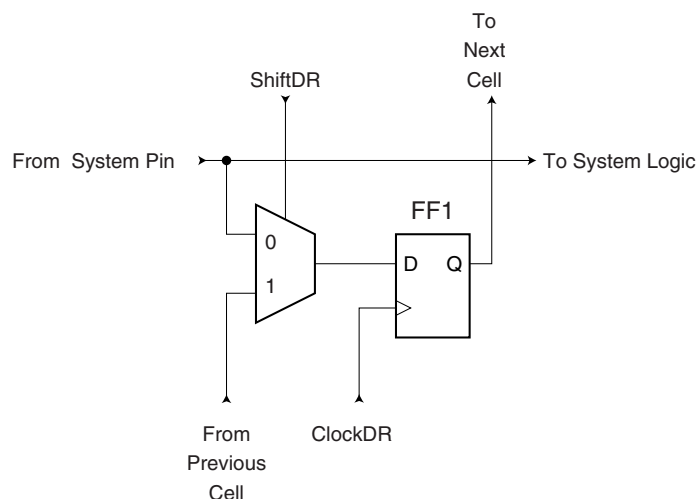 To
Next
Cell
ShiftDR
From System Pin
To System Logic
FF1
0
D Q
1
From
Previous
Cell
ClockDR